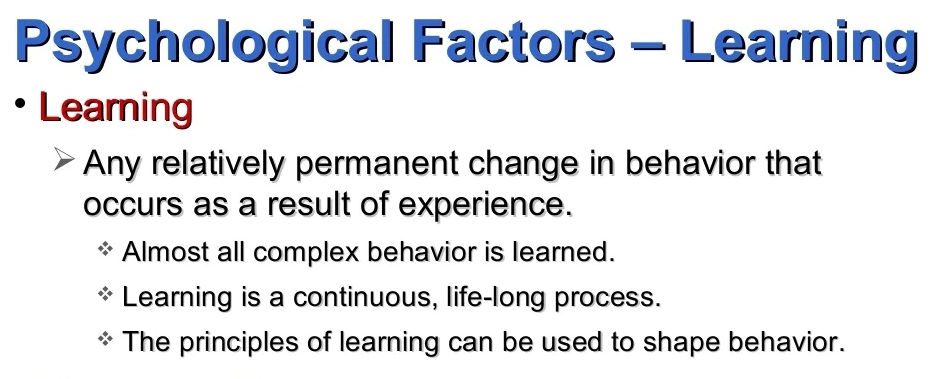 Psychological Factors – Learning
• Learning
➢ Any relatively permanent change in behavior that
occurs as a result of experience.
❖ Almost all complex behavior is learned.
❖ Learning is a continuous, life-long process.
❖ The principles of learning can be used to shape behavior.